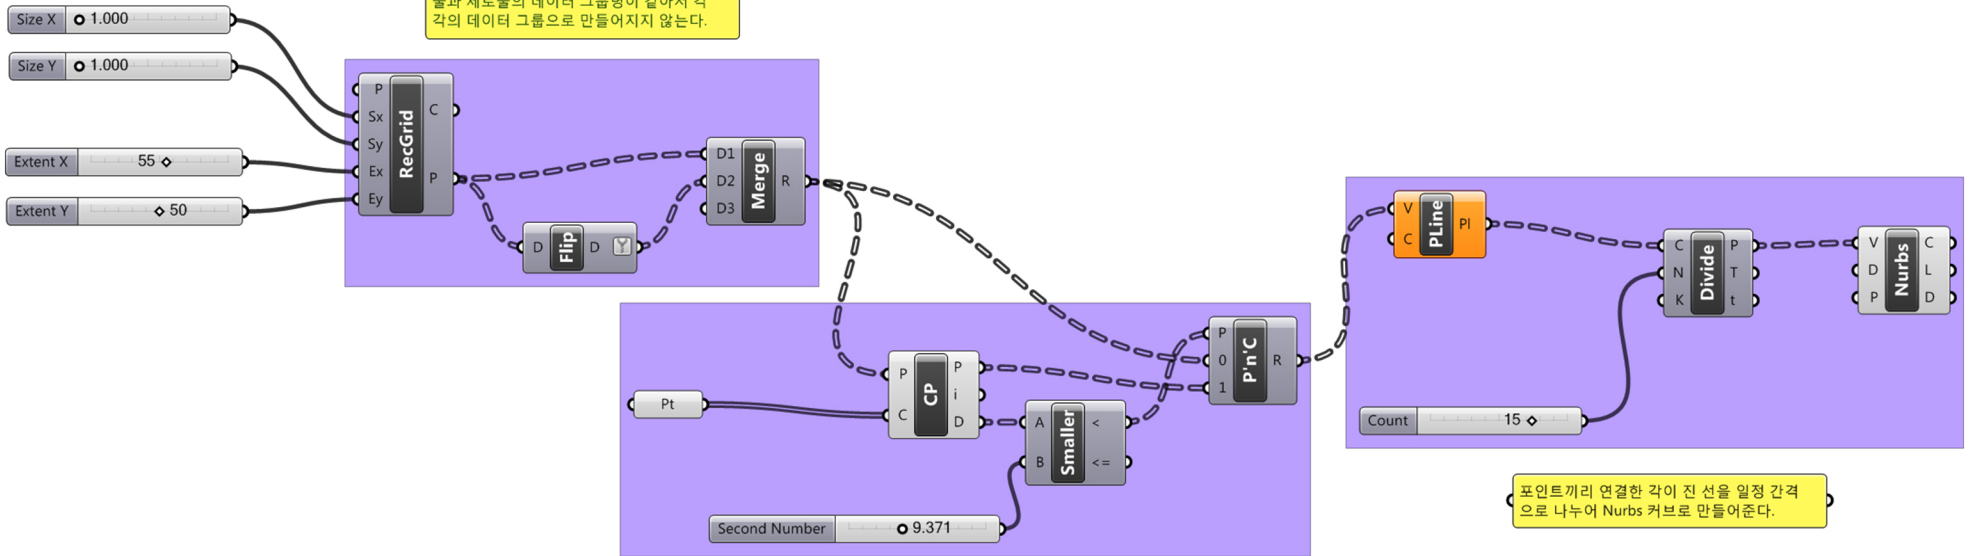 Size X 1.000
Size Y 1.000
Extent X 55
Extent Y 50
각의 데이터 그룹으로 만들어지지 않는다.
P
Sx
Sy
Ex
Ey
RecGrid
C
P
D
Flip
D
D1
D2
D3
Merge
R
Pt
P
C
CP
P
i
D
A
B
Smaller
<
<=
Second Number 9.371
P
0
1
P'n'C
R
V
C
PLine
Pl
C
N
K
Divide
P
T
t
Count 15
V
D
P
Nurbs
C
L
D
포인트끼리 연결한 각이 진 선을 일정 간격
으로 나누어 Nurbs 커브로 만들어준다.